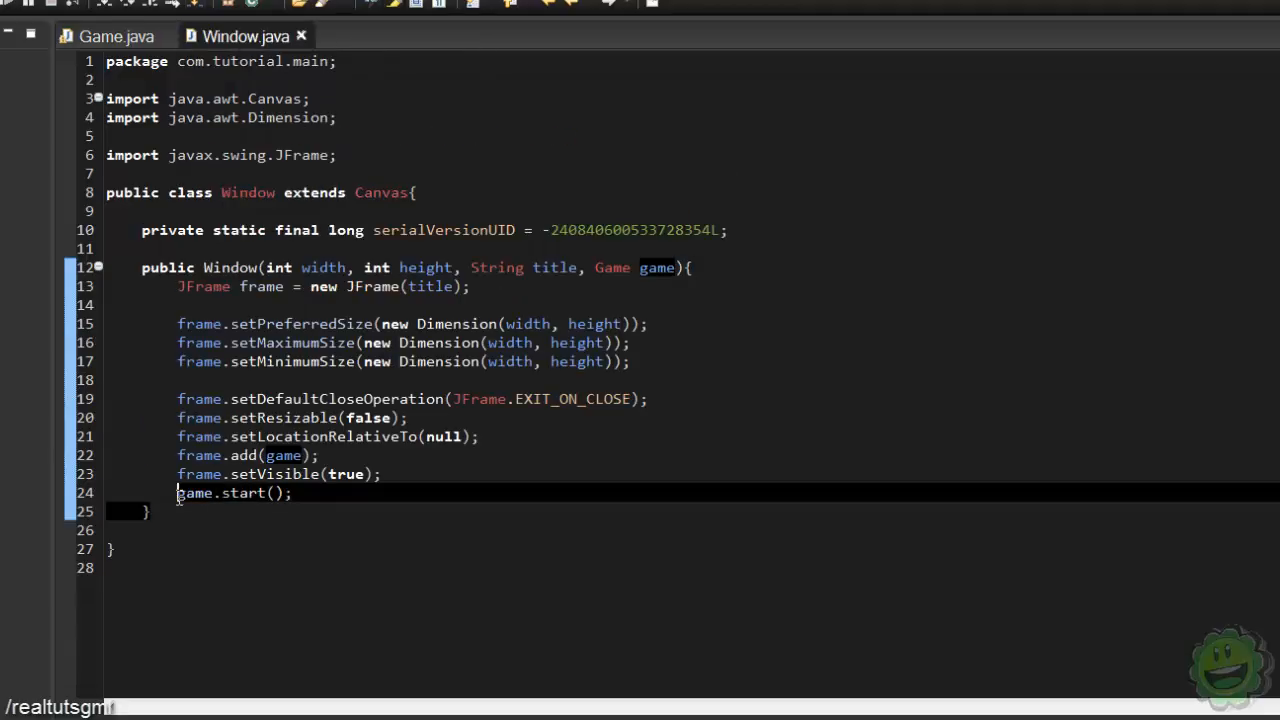 Game.java Window.java
1 package com.tutorial.main;
2
3 import java.awt.Canvas;
4 import java.awt.Dimension;
5
6 import javax.swing.JFrame;
7
8 public class Window extends Canvas{
9
10 private static final long serialVersionUID = -240840600533728354L;
11
12 public Window(int width, int height, String title, Game game){
13 JFrame frame = new JFrame(title);
14
15 frame.setPreferredSize(new Dimension(width, height));
16 frame.setMaximumSize(new Dimension(width, height));
17 frame.setMinimumSize(new Dimension(width, height));
18
19 frame.setDefaultCloseOperation(JFrame.EXIT_ON_CLOSE);
20 frame.setResizable(false);
21 frame.setLocationRelativeTo(null);
22 frame.add(game);
23 frame.setVisible(true);
24 game.start();
25 }
26
27 }
28
/realtutsgml